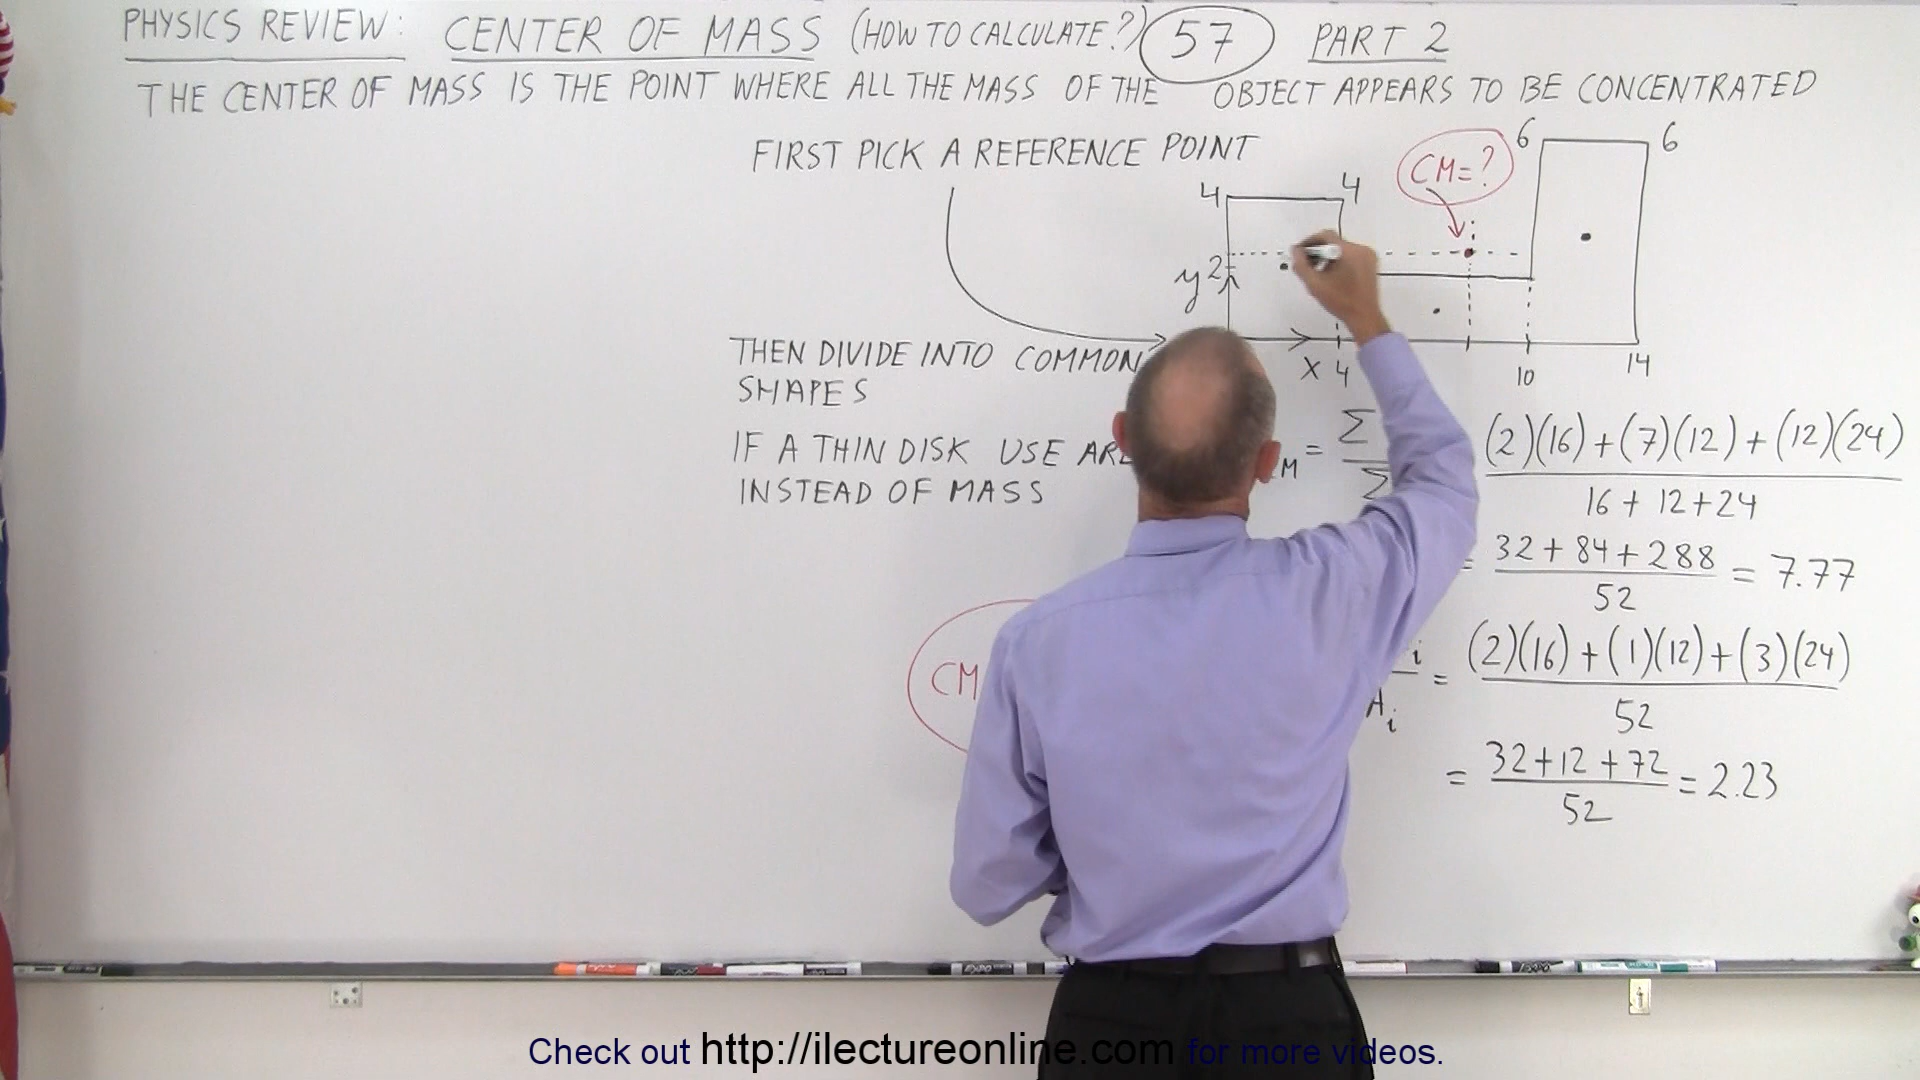 PHYSICS REVIEW: CENTER OF MASS (HOW TO CALCULATE?) 57 PART 2
THE CENTER OF MASS IS THE POINT WHERE ALL THE MASS OF THE OBJECT APPEARS TO BE CONCENTRATED
FIRST PICK A REFERENCE POINT
6 6
CM=?
4 4
y 2
THEN DIVIDE INTO COMMON
SHAPES
X 4 10 14
IF A THIN DISK USE
INSTEAD OF MASS
M = Σ (2)(16) + (7)(12) + (12)(24)
Σ 16 + 12 + 24
= 32 + 84 + 288 = 7.77
52
CM
i = (2)(16) + (1)(12) + (3)(24)
A i 52
= 32 + 12 + 72 = 2.23
52
Check out http://ilectureonline.com for more videos.